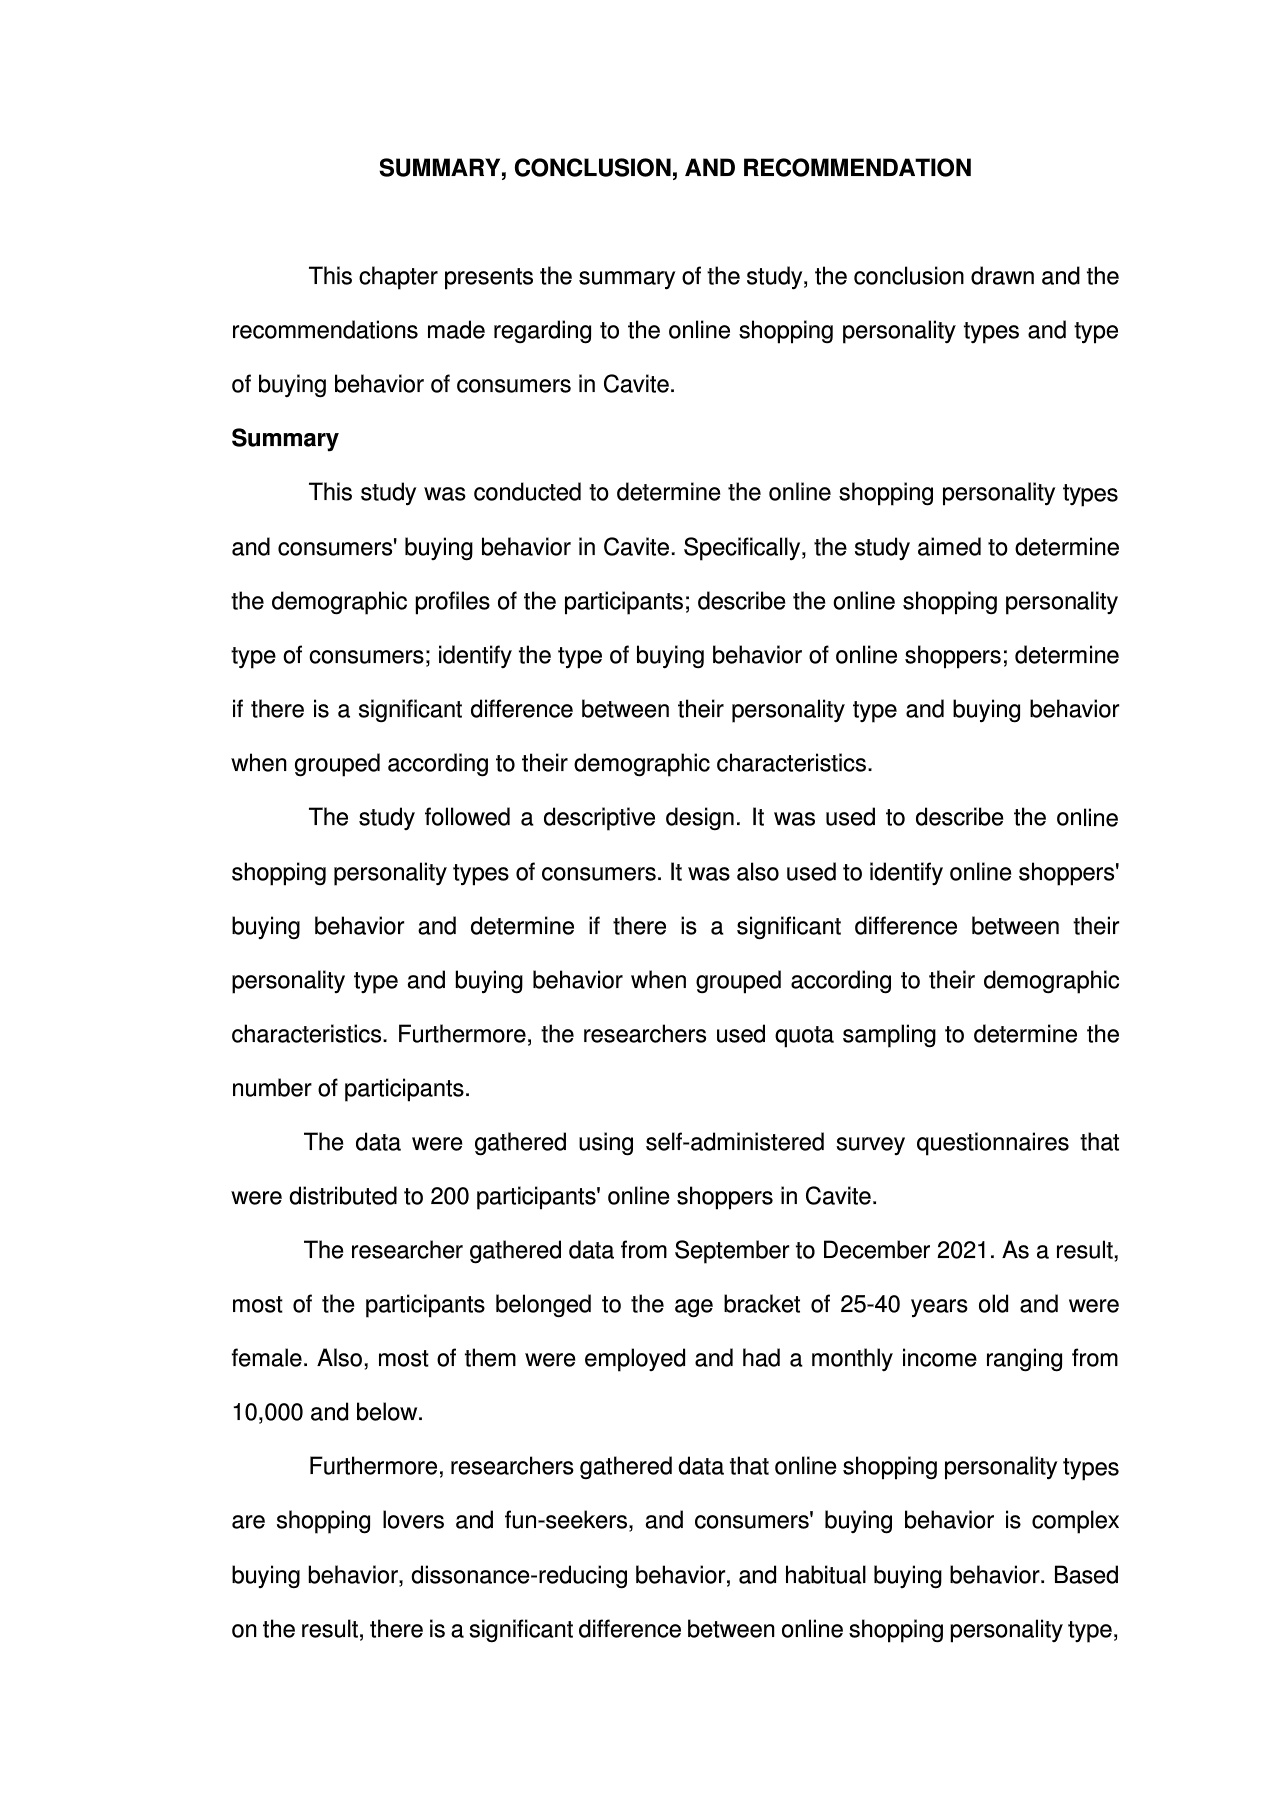 SUMMARY, CONCLUSION, AND RECOMMENDATION
This chapter presents the summary of the study, the conclusion drawn and the
recommendations made regarding to the online shopping personality types and type
of buying behavior of consumers in Cavite.
Summary
This study was conducted to determine the online shopping personality types
and consumers' buying behavior in Cavite. Specifically, the study aimed to determine
the demographic profiles of the participants; describe the online shopping personality
type of consumers; identify the type of buying behavior of online shoppers; determine
if there is a significant difference between their personality type and buying behavior
when grouped according to their demographic characteristics.
The study followed a descriptive design. It was used to describe the online
shopping personality types of consumers. It was also used to identify online shoppers'
buying behavior and determine if there is a significant difference between their
personality type and buying behavior when grouped according to their demographic
characteristics. Furthermore, the researchers used quota sampling to determine the
number of participants.
The data were gathered using self-administered survey questionnaires that
were distributed to 200 participants' online shoppers in Cavite.
The researcher gathered data from September to December 2021. As a result,
most of the participants belonged to the age bracket of 25-40 years old and were
female. Also, most of them were employed and had a monthly income ranging from
10,000 and below.
Furthermore, researchers gathered data that online shopping personality types
are shopping lovers and fun-seekers, and consumers' buying behavior is complex
buying behavior, dissonance-reducing behavior, and habitual buying behavior. Based
on the result, there is a significant difference between online shopping personality type,